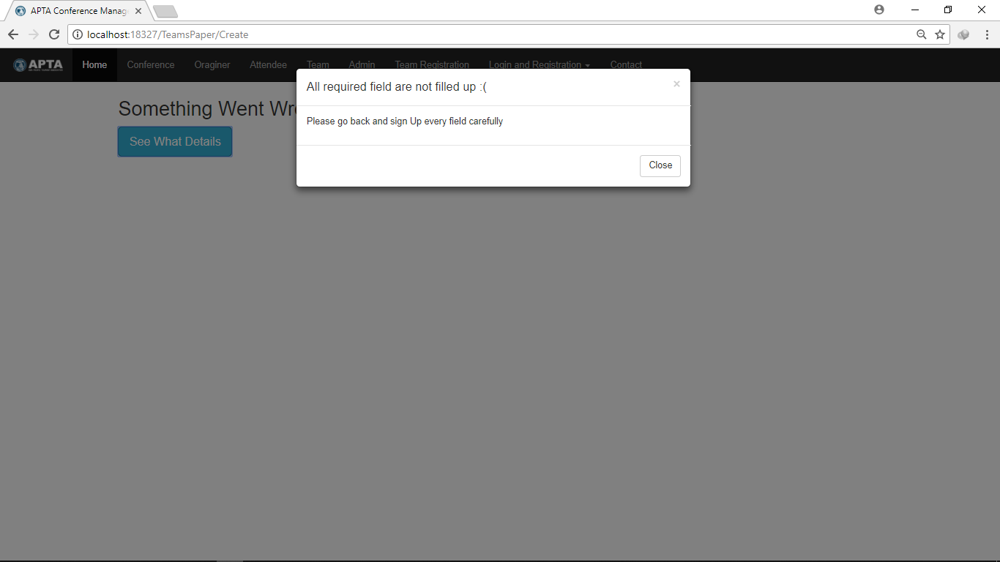 APTA Conference Manag
localhost:18327/TeamsPaper/Create
APTA Home Conference Oraginer Attendee Team Admin Team Registration Login and Registration Contact
All required field are not filled up :(
×
Something Went Wr
Please go back and sign Up every field carefully
See What Details
Close